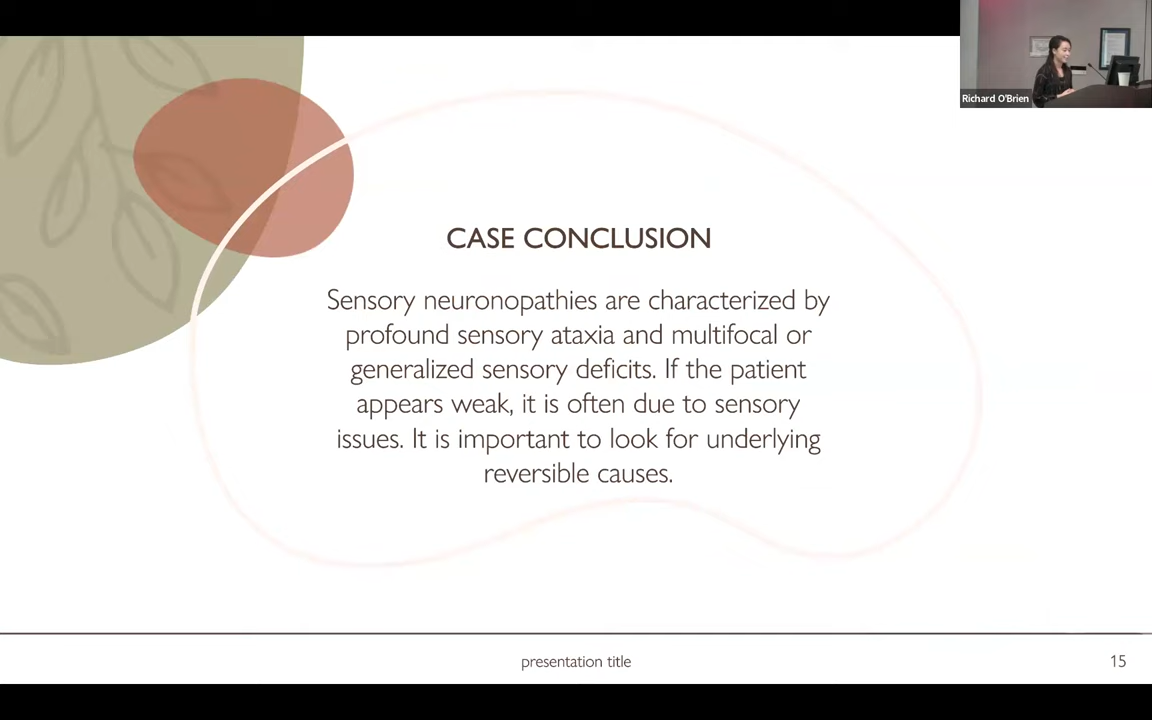 Richard O'Brien
CASE CONCLUSION
Sensory neuronopathies are characterized by
profound sensory ataxia and multifocal or
generalized sensory deficits. If the patient
appears weak, it is often due to sensory
issues. It is important to look for underlying
reversible causes.
presentation title
15